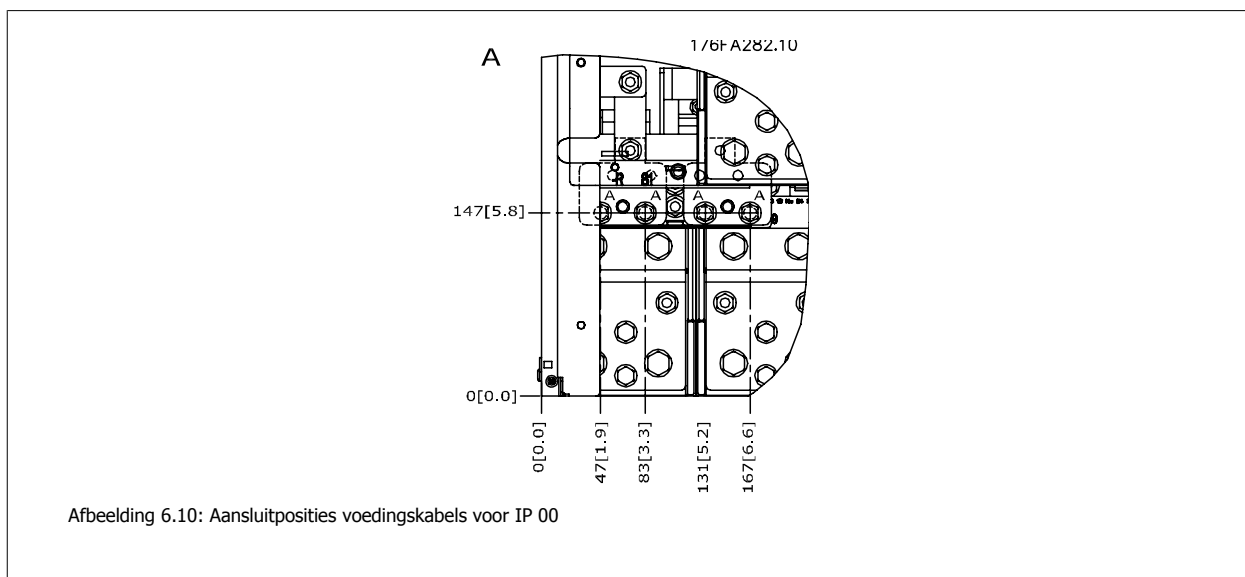 176FA282.10
A
R 81
A A A A
147[5.8]
0[0.0]
0[0.0]
47[1.9]
83[3.3]
131[5.2]
167[6.6]
Afbeelding 6.10: Aansluitposities voedingskabels voor IP 00